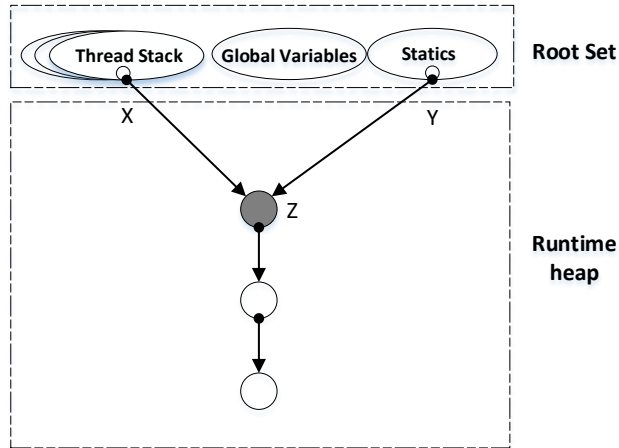 Thread Stack
Global Variables
Statics
Root Set
X
Y
Z
Runtime
heap